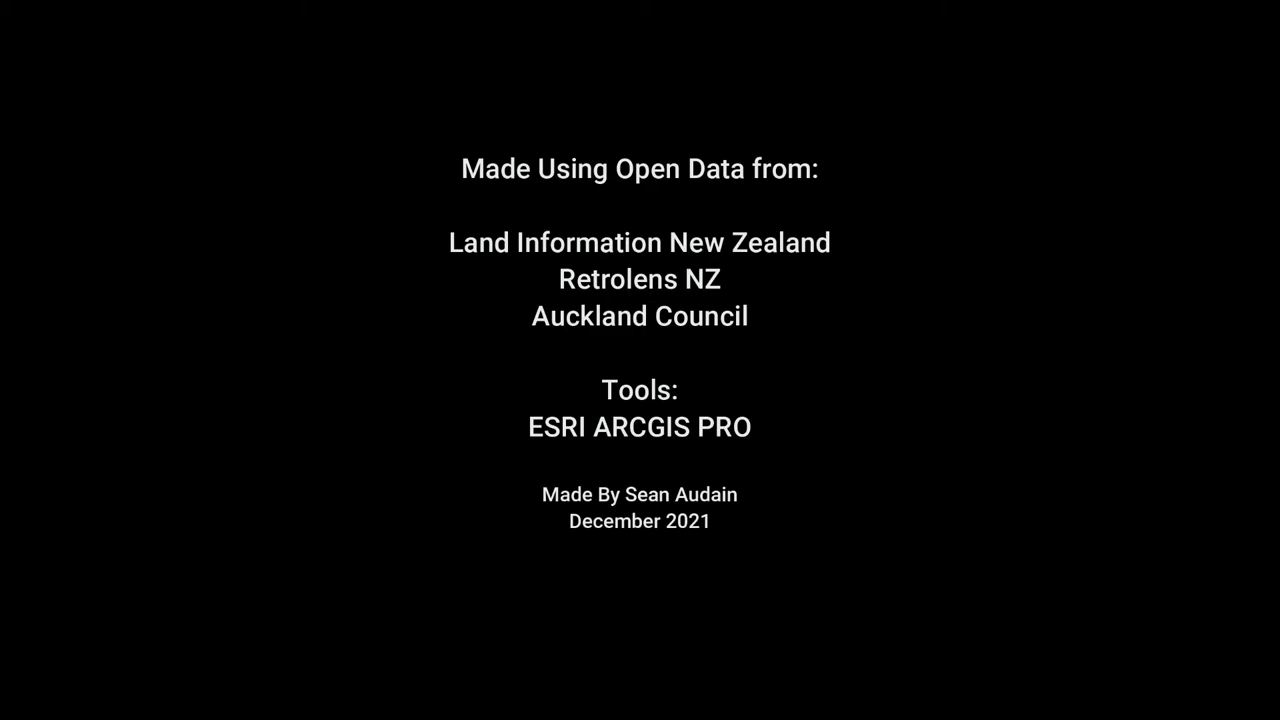 Made Using Open Data from:
Land Information New Zealand
Retrolens NZ
Auckland Council
Tools:
ESRI ARCGIS PRO
Made By Sean Audain
December 2021